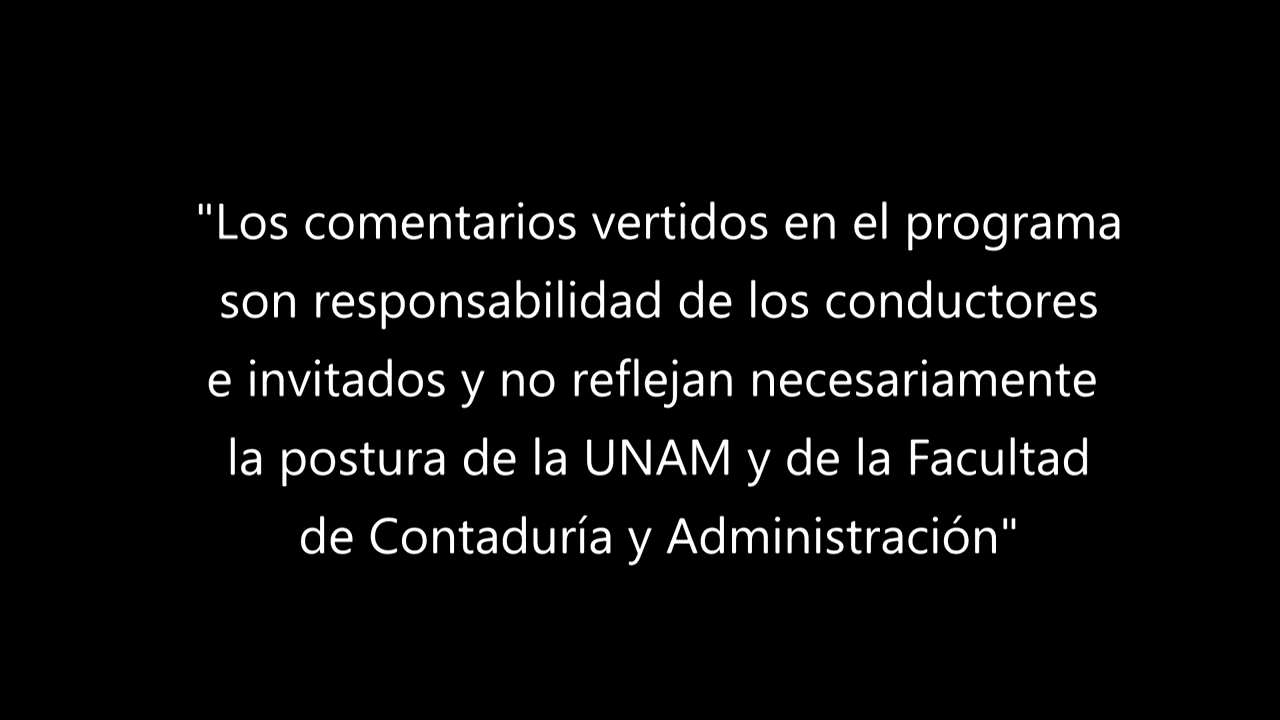 "Los comentarios vertidos en el programa
son responsabilidad de los conductores
e invitados y no reflejan necesariamente
la postura de la UNAM y de la Facultad
de Contaduría y Administración"